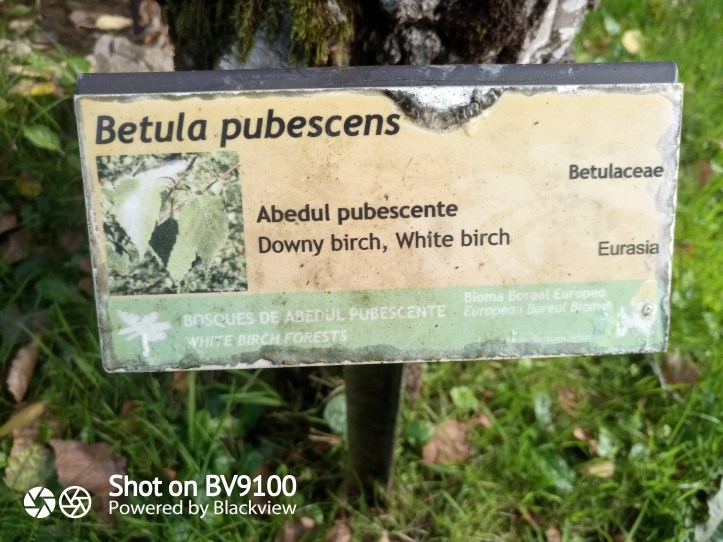 Betula pubescens
Betulaceae
Abedul pubescente
Downy birch, White birch
Eurasia
BOSQUES DE ABEDUL PUBESCENTE
WHITE BIRCH FORESTS
Bioma Boreal Europeo
European Boreal Biome
Shot on BV9100
Powered by Blackview